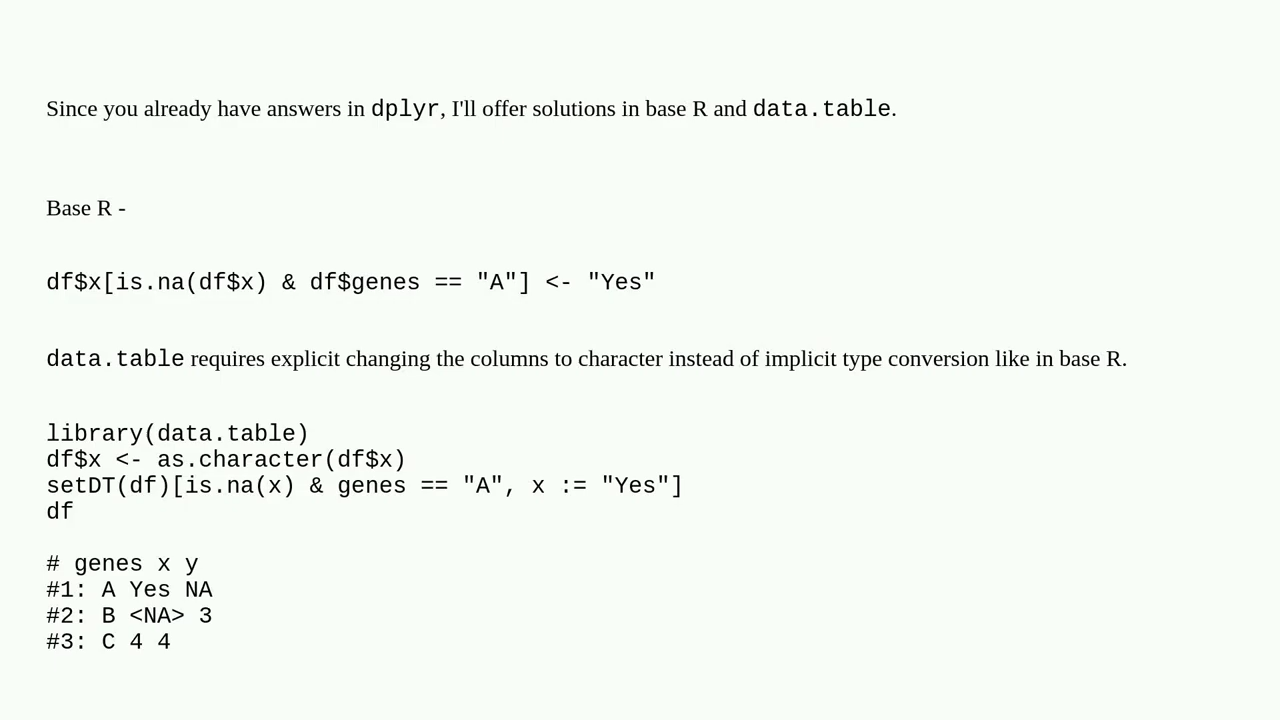 Since you already have answers in dplyr, I'll offer solutions in base R and data.table.
Base R -
df$x[is.na(df$x) & df$genes == "A"] <- "Yes"
data.table requires explicit changing the columns to character instead of implicit type conversion like in base R.
library(data.table)
df$x <- as.character(df$x)
setDT(df)[is.na(x) & genes == "A", x := "Yes"]
df
# genes x y
#1: A Yes NA
#2: B <NA> 3
#3: C 4 4